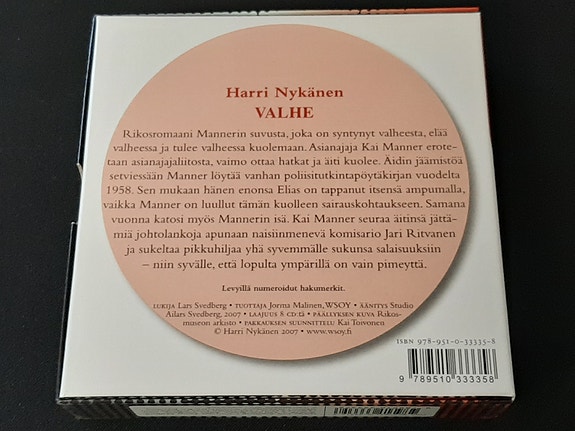 Harri Nykänen
VALHE
Rikosromaani Mannerin suvusta, joka on syntynyt valheesta, elää
valheessa ja tulee valheessa kuolemaan. Asianajaja Kai Manner erote-
taan asianajajaliitosta, vaimo ottaa hatkat ja äiti kuolee. Äidin jäämistöä
setviessään Manner löytää vanhan poliisitutkintapöytäkirjan vuodelta
1958. Sen mukaan hänen enonsa Elias on tappanut itsensä ampumalla,
vaikka Manner on luullut tämän kuolleen sairauskohtaukseen. Samana
vuonna katosi myös Mannerin isä. Kai Manner seuraa äitinsä jättä-
miä johtolankoja apunaan naisiinmenevä komisario Jari Ritvanen
ja sukeltaa pikkuhiljaa yhä syvemmälle sukunsa salaisuuksiin
– niin syvälle, että lopulta ympärillä on vain pimeyttä.
Levyillä numeroidut hakumerkit.
LUKIJA Lars Svedberg • TUOTTAJA Jorma Malinen, WSOY • ÄÄNITYS Studio
Ailars Svedberg, 2007 • LAAJUUS 8 CD:tä • PÄÄLLYKSEN KUVA Rikos-
museon arkisto • PAKKAUKSEN SUUNNITTELU Kai Toivonen
© Harri Nykänen 2007 • www.wsoy.fi
ISBN 978-951-0-33335-8
9 789510 333358